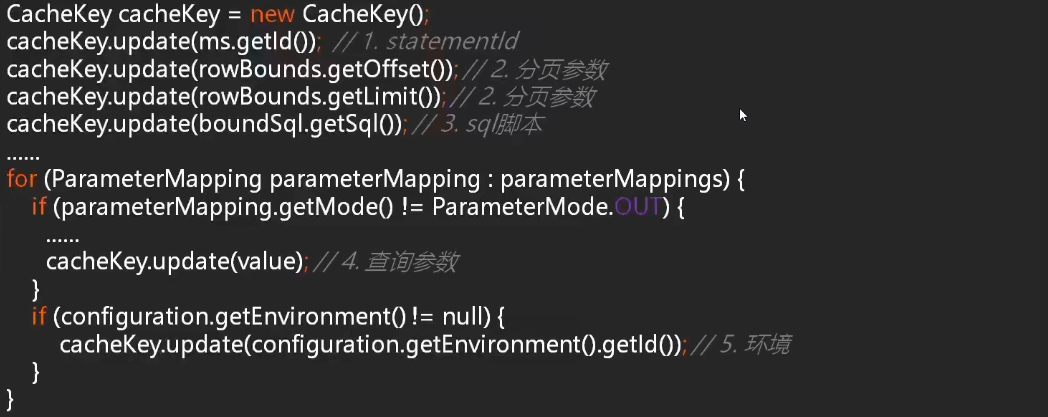 CacheKey cacheKey = new CacheKey();
cacheKey.update(ms.getId()); // 1. statementId
cacheKey.update(rowBounds.getOffset()); // 2. 分页参数
cacheKey.update(rowBounds.getLimit()); // 2. 分页参数
cacheKey.update(boundSql.getSql()); // 3. sql脚本
......
for (ParameterMapping parameterMapping : parameterMappings) {
if (parameterMapping.getMode() != ParameterMode.OUT) {
......
cacheKey.update(value); // 4. 查询参数
}
if (configuration.getEnvironment() != null) {
cacheKey.update(configuration.getEnvironment().getId()); // 5. 环境
}
}